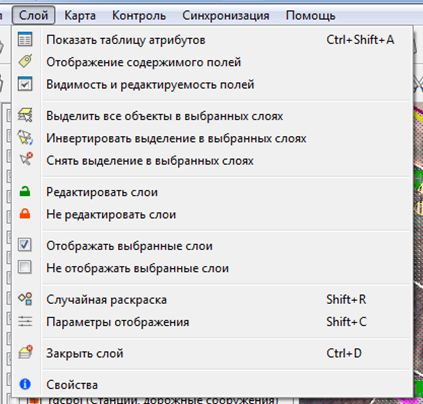 Слой Карта Контроль Синхронизация Помощь
Показать таблицу атрибутов Ctrl+Shift+A
Отображение содержимого полей
Видимость и редактируемость полей
Выделить все объекты в выбранных слоях
Инвертировать выделение в выбранных слоях
Снять выделение в выбранных слоях
Редактировать слои
Не редактировать слои
Отображать выбранные слои
Не отображать выбранные слои
Случайная раскраска Shift+R
Параметры отображения Shift+C
Закрыть слой Ctrl+D
Свойства
(Станции, дорожные сооружения)